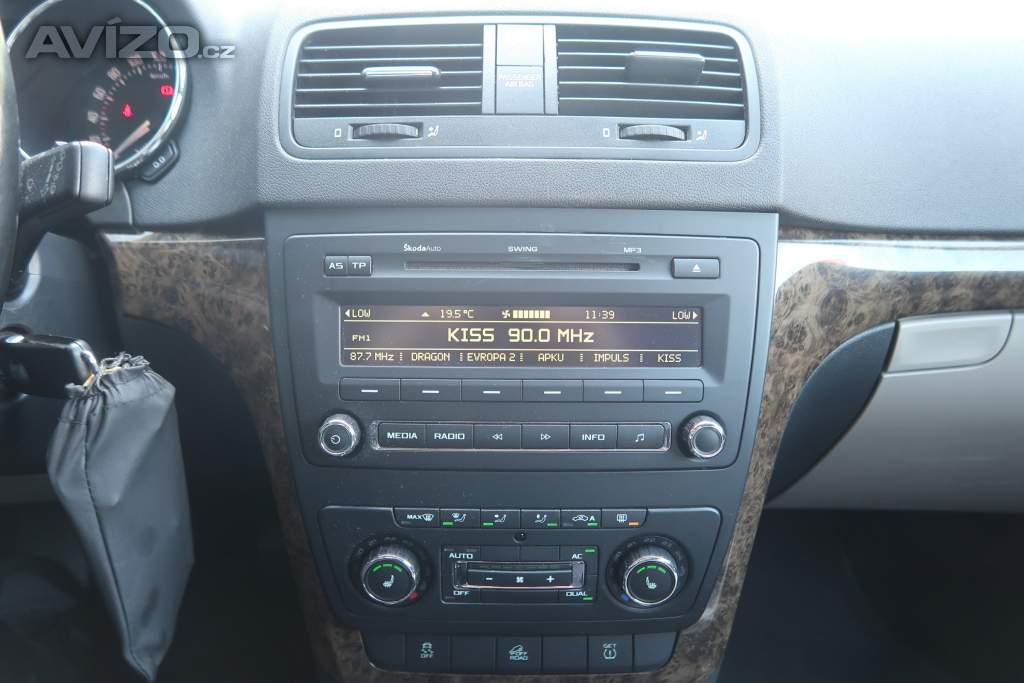 AVÍZO.cz
PASSENGER
AIR BAG
0.0
ŠkodaAuto SWING MP3
AS TP
LOW 19.5°C 11:39 LOW
FM1 KISS 90.0 MHz
87.7 MHz DRAGON EVROPA 2 APKU IMPULS KISS
MEDIA RADIO INFO
MAX A
AUTO AC
OFF DUAL
OFF OFF ROAD SET